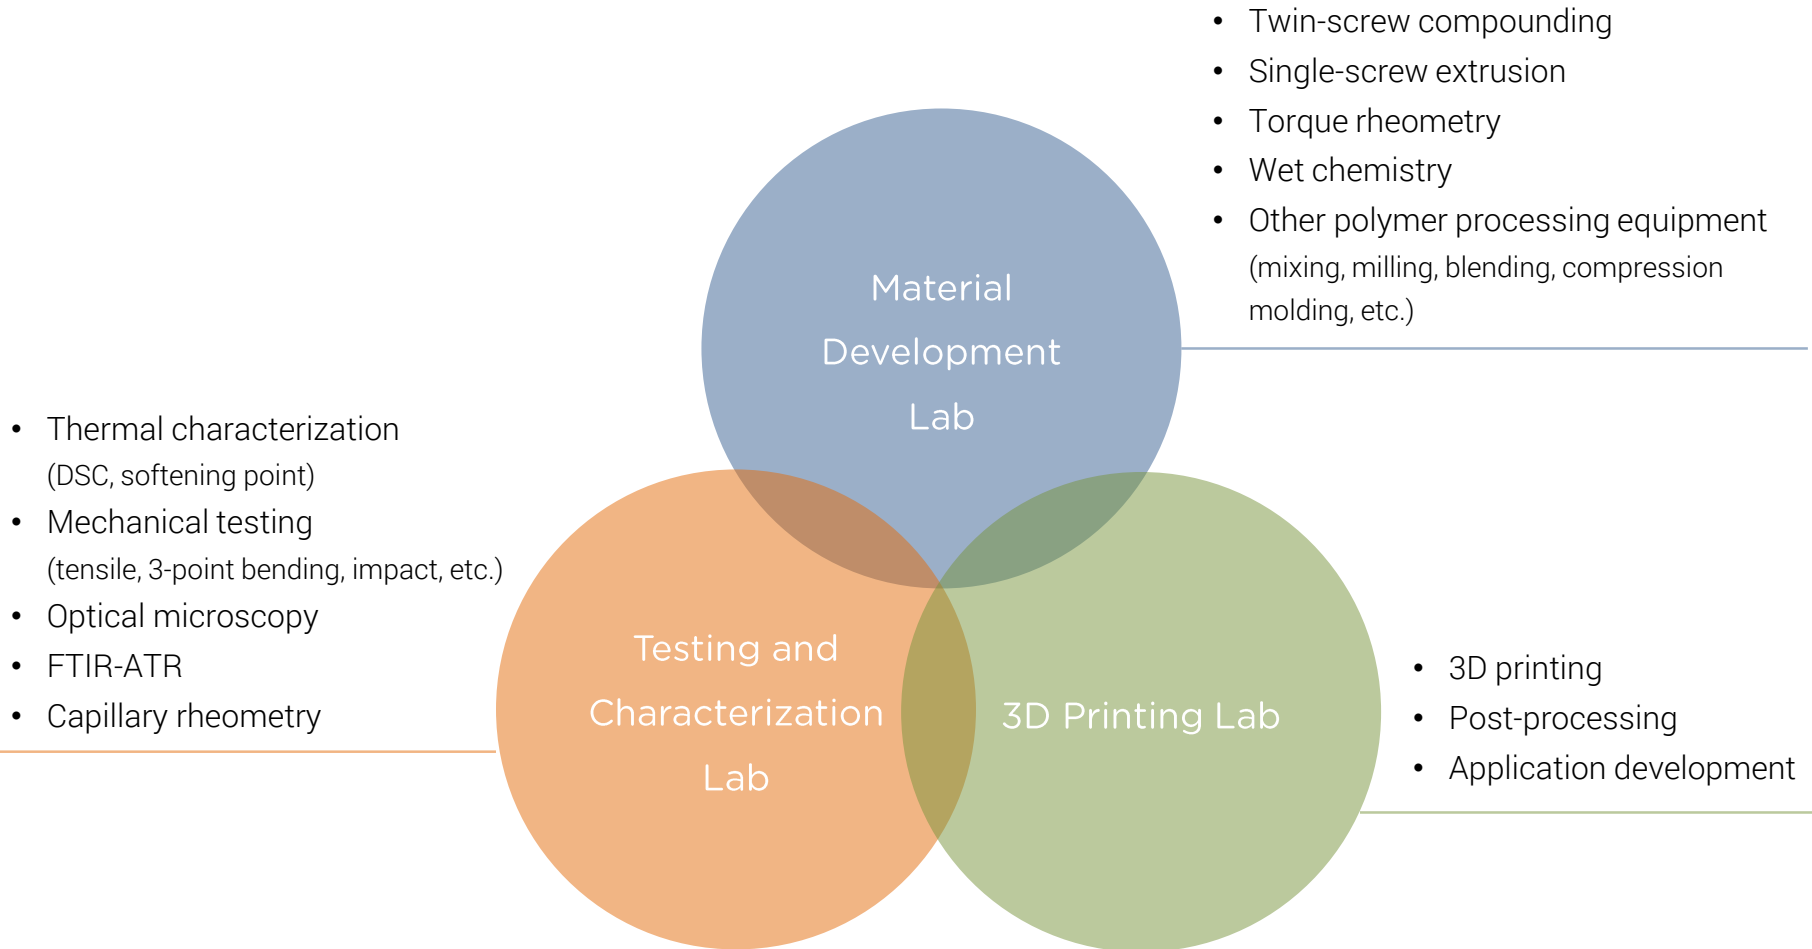 • Twin-screw compounding
• Single-screw extrusion
• Torque rheometry
• Wet chemistry
• Other polymer processing equipment
(mixing, milling, blending, compression
molding, etc.)
Material
Development
Lab
• Thermal characterization
(DSC, softening point)
• Mechanical testing
(tensile, 3-point bending, impact, etc.)
• Optical microscopy
• FTIR-ATR
• Capillary rheometry
Testing and
Characterization
Lab
3D Printing Lab
• 3D printing
• Post-processing
• Application development